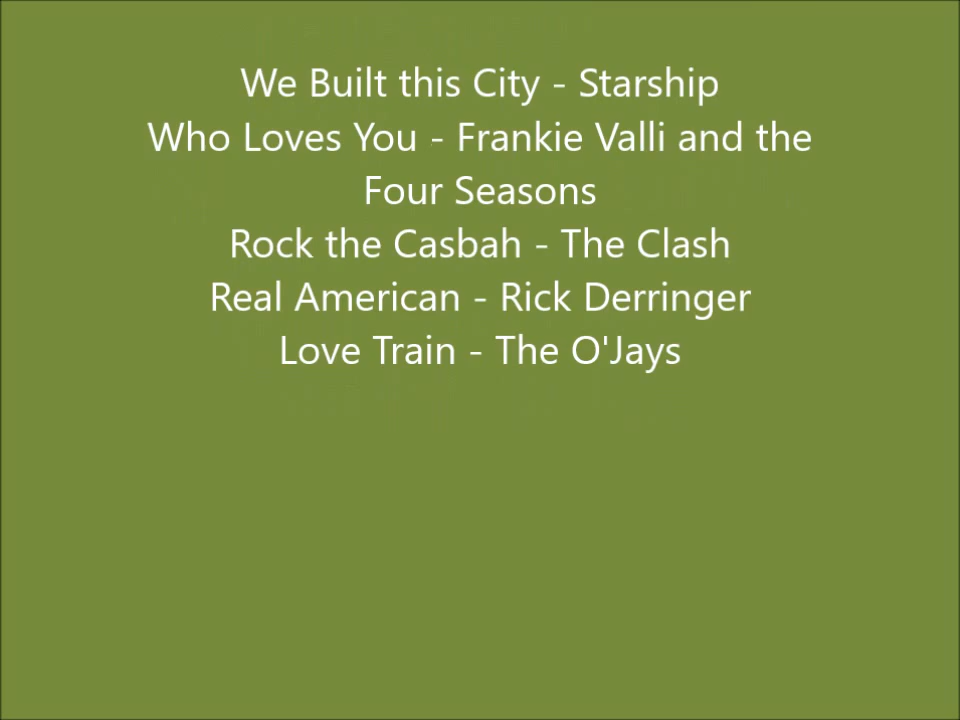 We Built this City - Starship
Who Loves You - Frankie Valli and the
Four Seasons
Rock the Casbah - The Clash
Real American - Rick Derringer
Love Train - The O'Jays